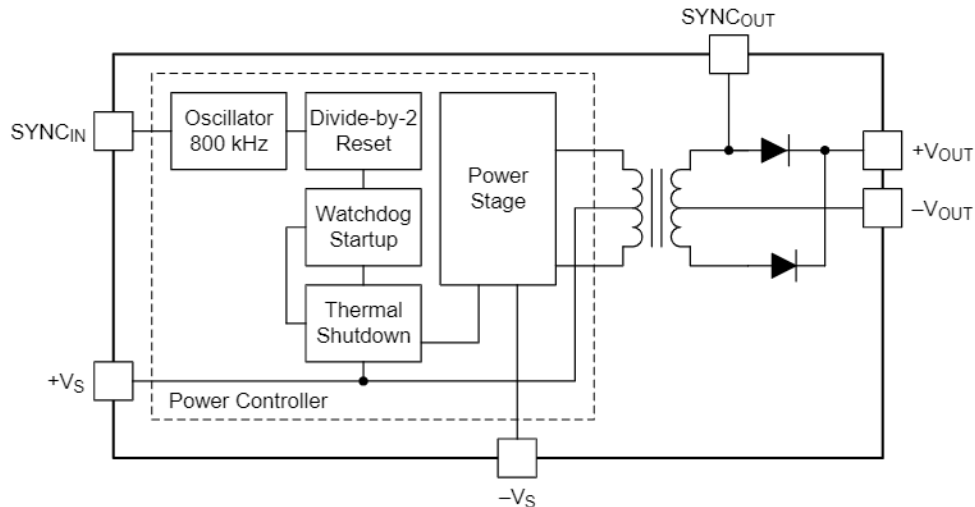 SYNCOUT
SYNCIN
Oscillator
800 kHz
Divide-by-2
Reset
Power
Stage
+VOUT
–VOUT
Watchdog
Startup
Thermal
Shutdown
+VS
Power Controller
–VS